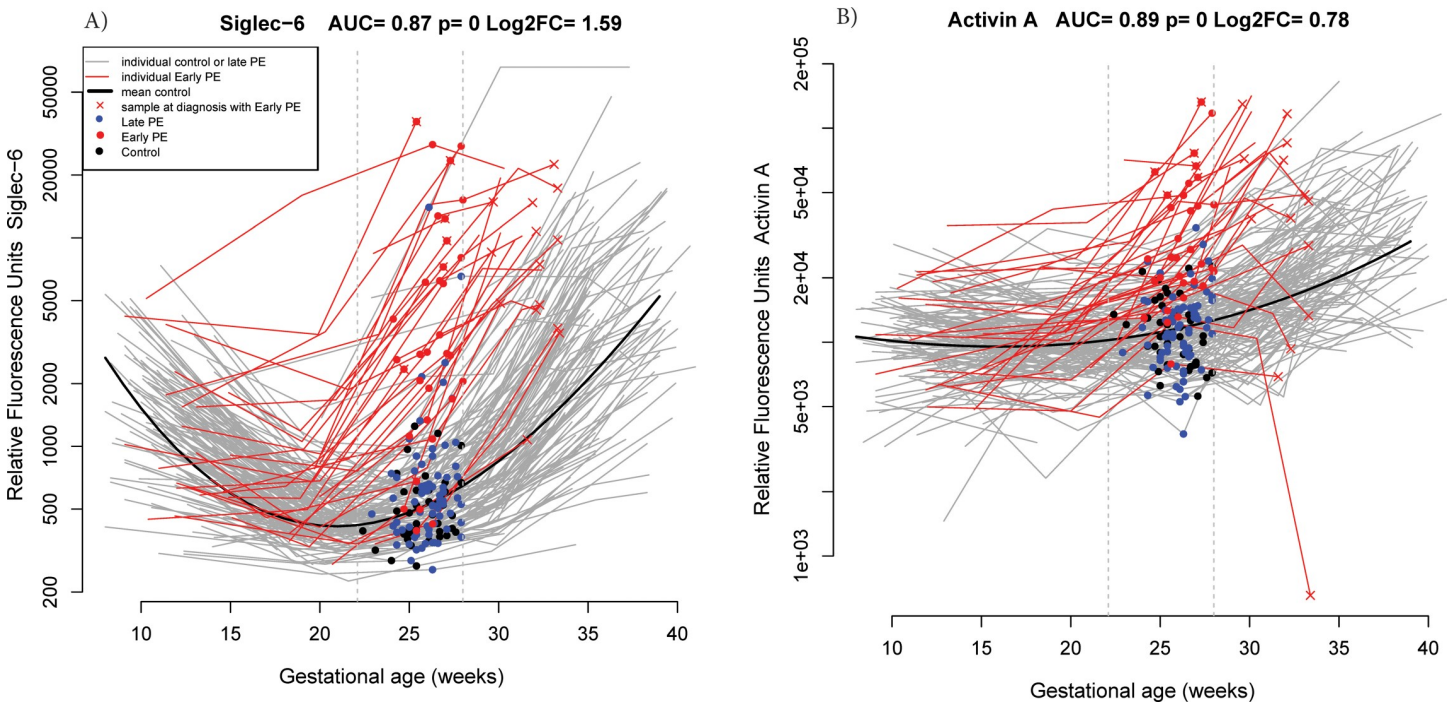 A)
Siglec−6 AUC= 0.87 p= 0 Log2FC= 1.59
individual control or late PE
individual Early PE
mean control
sample at diagnosis with Early PE
Late PE
Early PE
Control
Relative Fluorescence Units Siglec−6
50000
20000
5000
2000
1000
500
200
10 15 20 25 30 35 40
Gestational age (weeks)
B)
Activin A AUC= 0.89 p= 0 Log2FC= 0.78
Relative Fluorescence Units Activin A
2e+05
5e+04
2e+04
5e+03
1e+03
10 15 20 25 30 35 40
Gestational age (weeks)